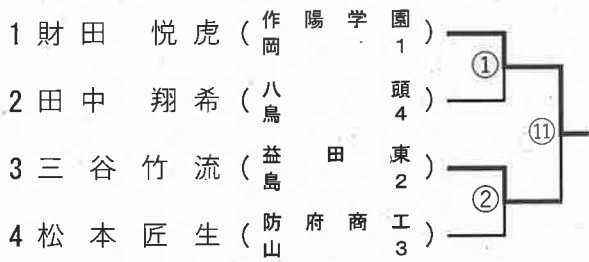 1 財田 悦虎 (作陽学園 岡1)
①
2 田中 翔希 (八頭 鳥4)
⑪
3 三谷竹流 (益田東 島2)
②
4 松本匠生 (防府商工 山3)